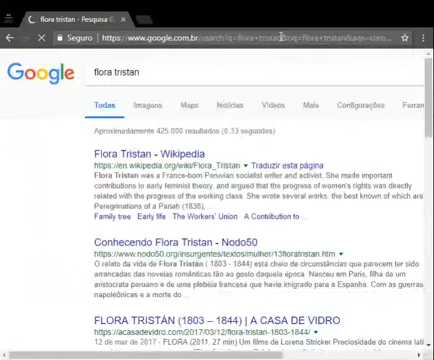 flora tristan - Pesquisa G
Seguro https://www.google.com.br/search/?q=flora+tristan&oq=flora+tristan&aqs=
Google flora tristan
Todas Imagens Maps Notícias Vídeos Mais Configurações Ferran
Aproximadamente 425.000 resultados (0,33 segundos)
Flora Tristan - Wikipedia
https://en.wikipedia.org/wiki/Flora_Tristan Traduzir esta página
Flora Tristan was a France-born Peruvian socialist writer and activist. She made important
contributions to early feminist theory, and argued that the progress of women's rights was directly
related with the progress of the working class. She wrote several works, the best known of which are
Peregrinations of a Pariah (1838), ...
Family tree Early life The Workers' Union A Contribution to ...
Conhecendo Flora Tristan - Nodo50
https://www.nodo50.org/insurgentes/textos/mulher/13floratristan.htm
O relato da vida de Flora Tristán ( 1803 - 1844) está cheio de circunstâncias que parecem ter sido
arrancadas das novelas românticas tão ao gosto daquela época. Nasceu em Paris, filha de um
aristocrata peruano e de uma plebéia francesa que havia imigrado para a Espanha. Com as guerras
napoleônicas e a morte do ...
FLORA TRISTÁN (1803 – 1844) | A CASA DE VIDRO
https://acasadevidro.com/2017/03/12/flora-tristan-1803-1844/
12 de mar de 2017 - FLORA (2011, 27 min) Um filme de Lorena Stricker Preciosidade do cinema